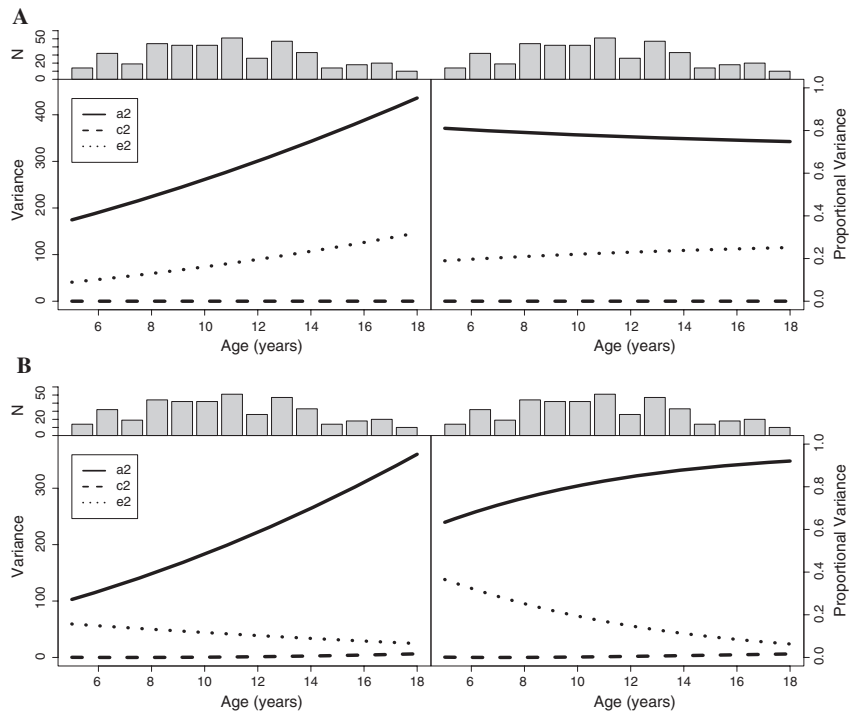 A
N
0 20 50
a2
c2
e2
Variance
0 100 200 300 400
6 8 10 12 14 16 18
Age (years)
6 8 10 12 14 16 18
Age (years)
0.0 0.2 0.4 0.6 0.8 1.0
Proportional Variance
B
N
0 20 50
a2
c2
e2
Variance
0 100 200 300
6 8 10 12 14 16 18
Age (years)
6 8 10 12 14 16 18
Age (years)
0.0 0.2 0.4 0.6 0.8 1.0
Proportional Variance